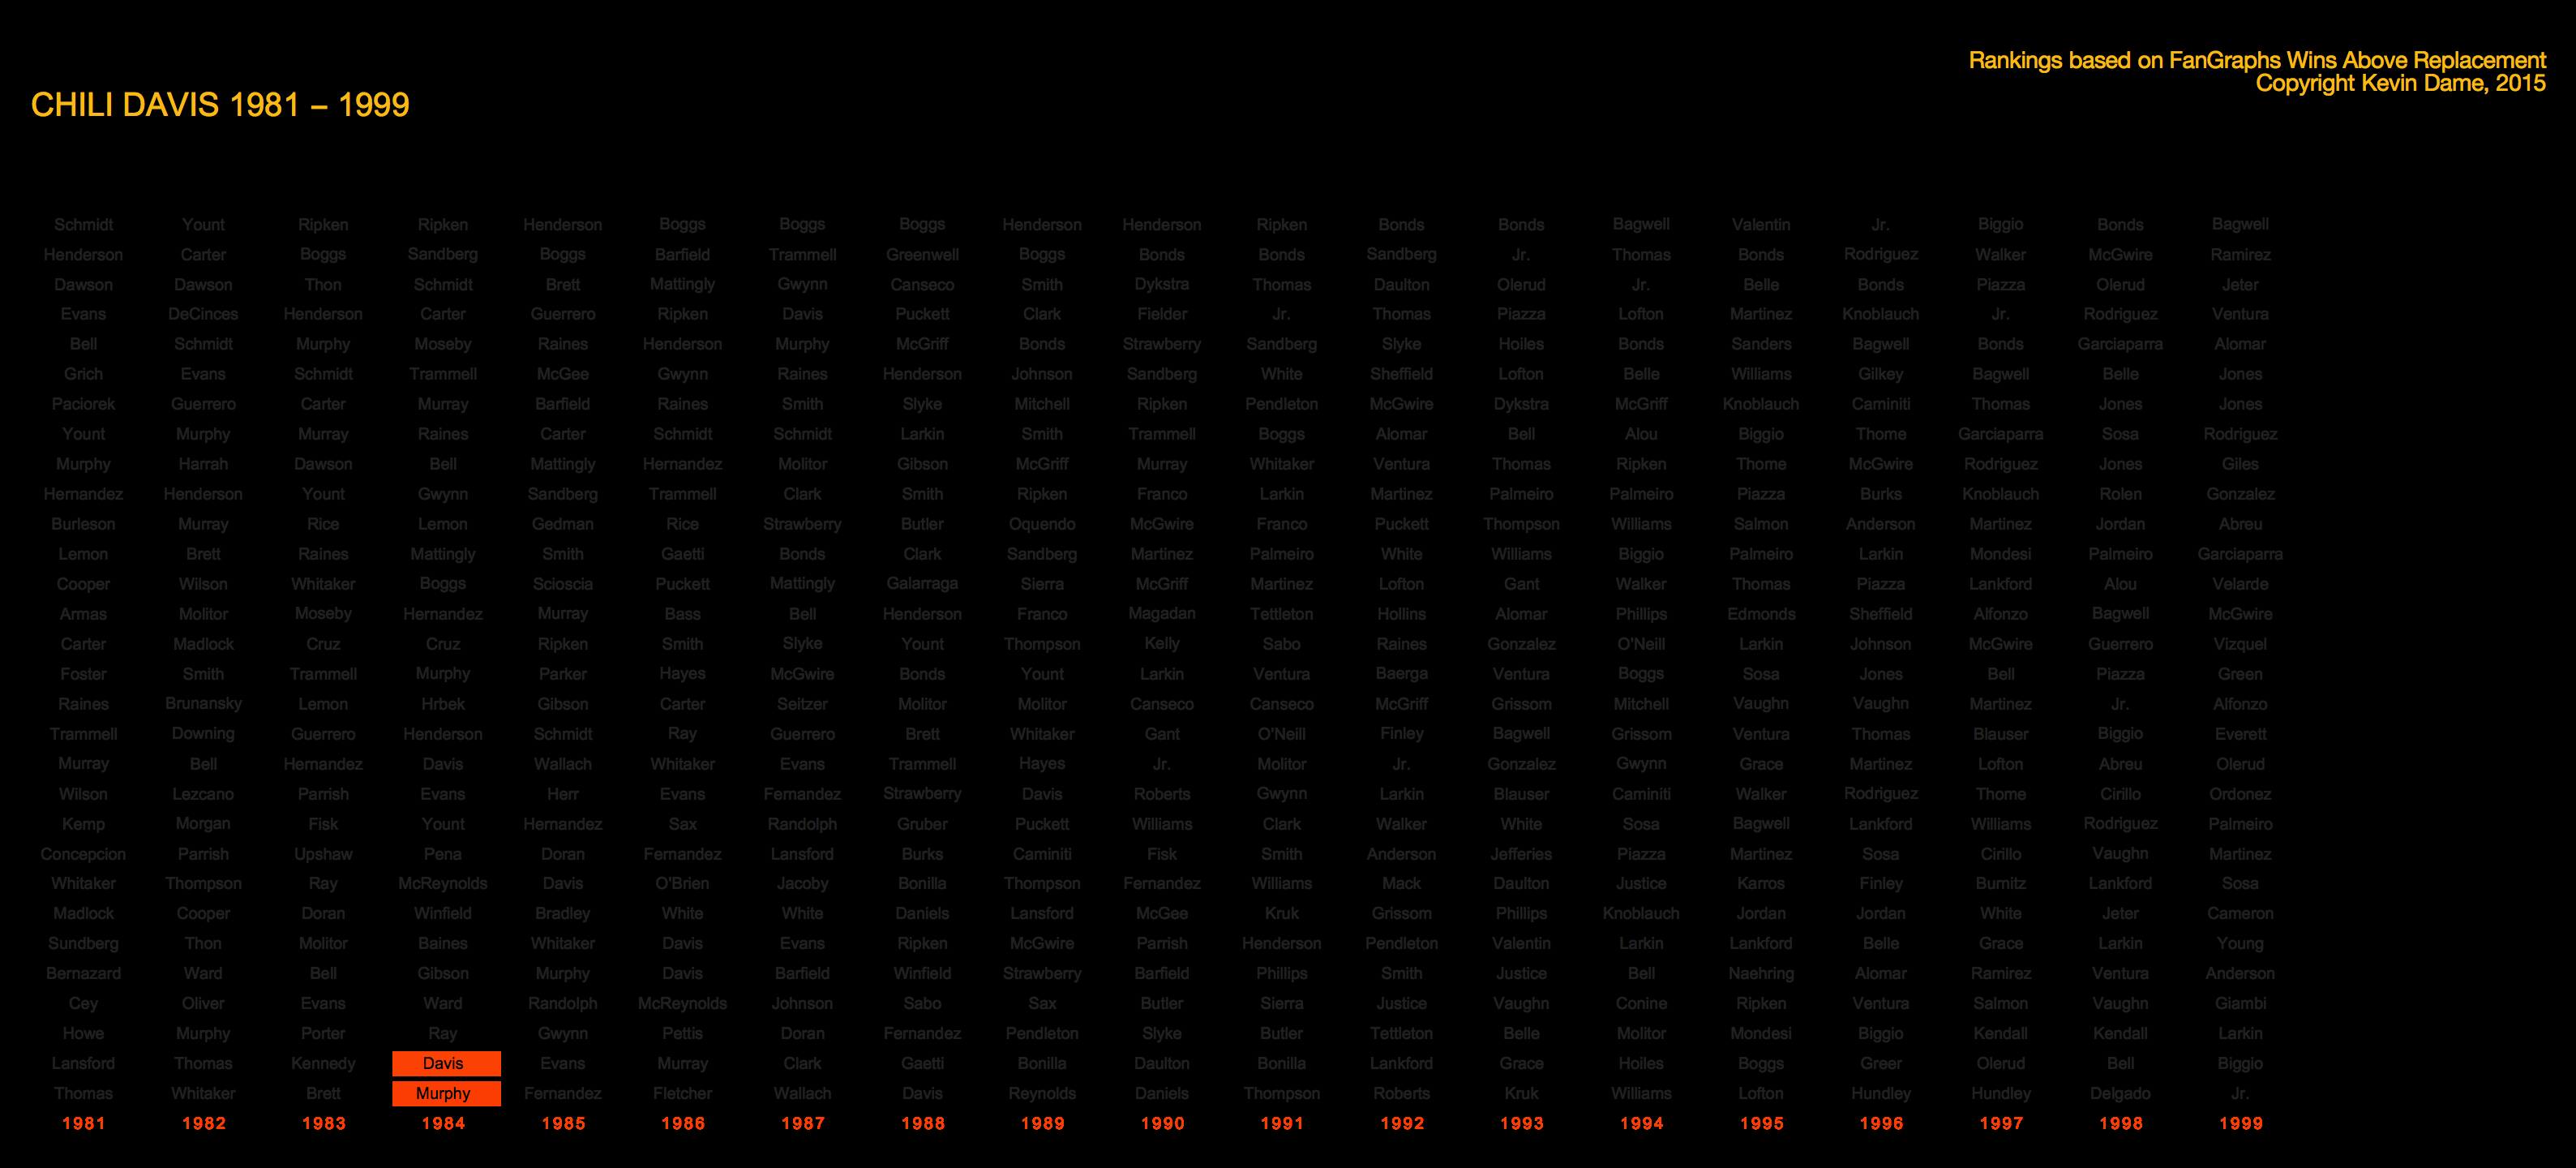 Rankings based on FanGraphs Wins Above Replacement
Copyright Kevin Dame, 2015
CHILI DAVIS 1981 – 1999
Schmidt Yount Ripken Ripken Henderson Boggs Boggs Boggs Henderson Henderson Ripken Bonds Bonds Bagwell Valentin Jr. Biggio Bonds Bagwell
Henderson Carter Boggs Sandberg Boggs Barfield Trammell Greenwell Boggs Bonds Bonds Sandberg Jr. Thomas Bonds Rodriguez Walker McGwire Ramirez
Dawson Dawson Thon Schmidt Brett Mattingly Gwynn Canseco Smith Dykstra Thomas Daulton Olerud Jr. Belle Bonds Piazza Olerud Jeter
Evans DeCinces Henderson Carter Guerrero Ripken Davis Puckett Clark Fielder Jr. Thomas Piazza Lofton Martinez Knoblauch Jr. Rodriguez Ventura
Bell Schmidt Murphy Moseby Raines Henderson Murphy McGriff Bonds Strawberry Sandberg Slyke Hoiles Bonds Sanders Bagwell Bonds Garciaparra Alomar
Grich Evans Schmidt Trammell McGee Gwynn Raines Henderson Johnson Sandberg White Sheffield Lofton Belle Williams Gilkey Bagwell Belle Jones
Paciorek Guerrero Carter Murray Barfield Raines Smith Slyke Mitchell Ripken Pendleton McGwire Dykstra McGriff Knoblauch Caminiti Thomas Jones Jones
Yount Murphy Murray Raines Carter Schmidt Schmidt Larkin Smith Trammell Boggs Alomar Bell Alou Biggio Thome Garciaparra Sosa Rodriguez
Murphy Harrah Dawson Bell Mattingly Hernandez Molitor Gibson McGriff Murray Whitaker Ventura Thomas Ripken Thome McGwire Rodriguez Jones Giles
Hernandez Henderson Yount Gwynn Sandberg Trammell Clark Smith Ripken Franco Larkin Martinez Palmeiro Palmeiro Piazza Burks Knoblauch Rolen Gonzalez
Burleson Murray Rice Lemon Gedman Rice Strawberry Butler Oquendo McGwire Franco Puckett Thompson Williams Salmon Anderson Martinez Jordan Abreu
Lemon Brett Raines Mattingly Smith Gaetti Bonds Clark Sandberg Martinez Palmeiro White Williams Biggio Palmeiro Larkin Mondesi Palmeiro Garciaparra
Cooper Wilson Whitaker Boggs Scioscia Puckett Mattingly Galarraga Sierra McGriff Martinez Lofton Gant Walker Thomas Piazza Lankford Alou Velarde
Armas Molitor Moseby Hernandez Murray Bass Bell Henderson Franco Magadan Tettleton Hollins Alomar Phillips Edmonds Sheffield Alfonzo Bagwell McGwire
Carter Madlock Cruz Cruz Ripken Smith Slyke Yount Thompson Kelly Sabo Raines Gonzalez O'Neill Larkin Johnson McGwire Guerrero Vizquel
Foster Smith Trammell Murphy Parker Hayes McGwire Bonds Yount Larkin Ventura Baerga Ventura Boggs Sosa Jones Bell Piazza Green
Raines Brunansky Lemon Hrbek Gibson Carter Seitzer Molitor Molitor Canseco Canseco McGriff Grissom Mitchell Vaughn Vaughn Martinez Jr. Alfonzo
Trammell Downing Guerrero Henderson Schmidt Ray Guerrero Brett Whitaker Gant O'Neill Finley Bagwell Grissom Ventura Thomas Blauser Biggio Everett
Murray Bell Hernandez Davis Wallach Whitaker Evans Trammell Hayes Jr. Molitor Jr. Gonzalez Gwynn Grace Martinez Lofton Abreu Olerud
Wilson Lezcano Parrish Evans Herr Evans Fernandez Strawberry Davis Roberts Gwynn Larkin Blauser Caminiti Walker Rodriguez Thome Cirillo Ordonez
Kemp Morgan Fisk Yount Hernandez Sax Randolph Gruber Puckett Williams Clark Walker White Sosa Bagwell Lankford Williams Rodriguez Palmeiro
Concepcion Parrish Upshaw Pena Doran Fernandez Lansford Burks Caminiti Fisk Smith Anderson Jefferies Piazza Martinez Sosa Cirillo Vaughn Martinez
Whitaker Thompson Ray McReynolds Davis O'Brien Jacoby Bonilla Thompson Fernandez Williams Mack Daulton Justice Karros Finley Burnitz Lankford Sosa
Madlock Cooper Doran Winfield Bradley White White Daniels Lansford McGee Kruk Grissom Phillips Knoblauch Jordan Jordan White Jeter Cameron
Sundberg Thon Molitor Baines Whitaker Davis Evans Ripken McGwire Parrish Henderson Pendleton Valentin Larkin Lankford Belle Grace Larkin Young
Bernazard Ward Bell Gibson Murphy Davis Barfield Winfield Strawberry Barfield Phillips Smith Justice Bell Naehring Alomar Ramirez Ventura Anderson
Cey Oliver Evans Ward Randolph McReynolds Johnson Sabo Sax Butler Sierra Justice Vaughn Conine Ripken Ventura Salmon Vaughn Giambi
Howe Murphy Porter Ray Gwynn Pettis Doran Fernandez Pendleton Slyke Butler Tettleton Belle Molitor Mondesi Biggio Kendall Kendall Larkin
Lansford Thomas Kennedy Davis Evans Murray Clark Gaetti Bonilla Daulton Bonilla Lankford Grace Hoiles Boggs Greer Olerud Bell Biggio
Thomas Whitaker Brett Murphy Fernandez Fletcher Wallach Davis Reynolds Daniels Thompson Roberts Kruk Williams Lofton Hundley Hundley Delgado Jr.
1981 1982 1983 1984 1985 1986 1987 1988 1989 1990 1991 1992 1993 1994 1995 1996 1997 1998 1999